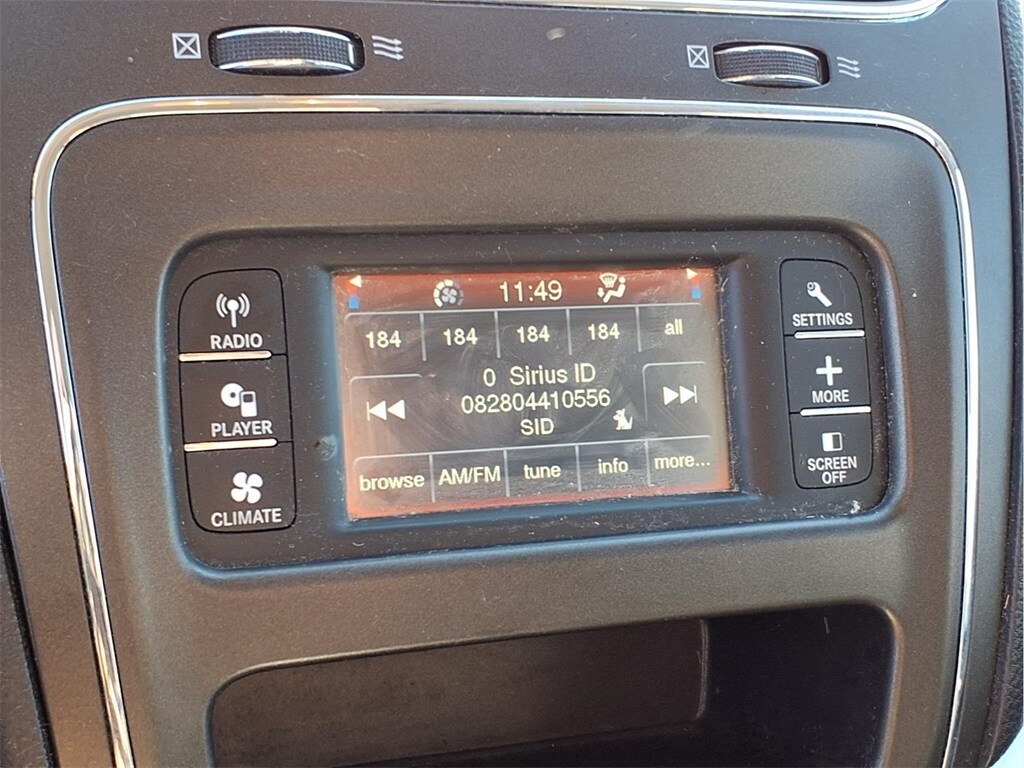 11:49
184 184 184 184 all
0 Sirius ID
082804410556
SID
browse AM/FM tune info more...
RADIO
PLAYER
CLIMATE
SETTINGS
MORE
SCREEN
OFF